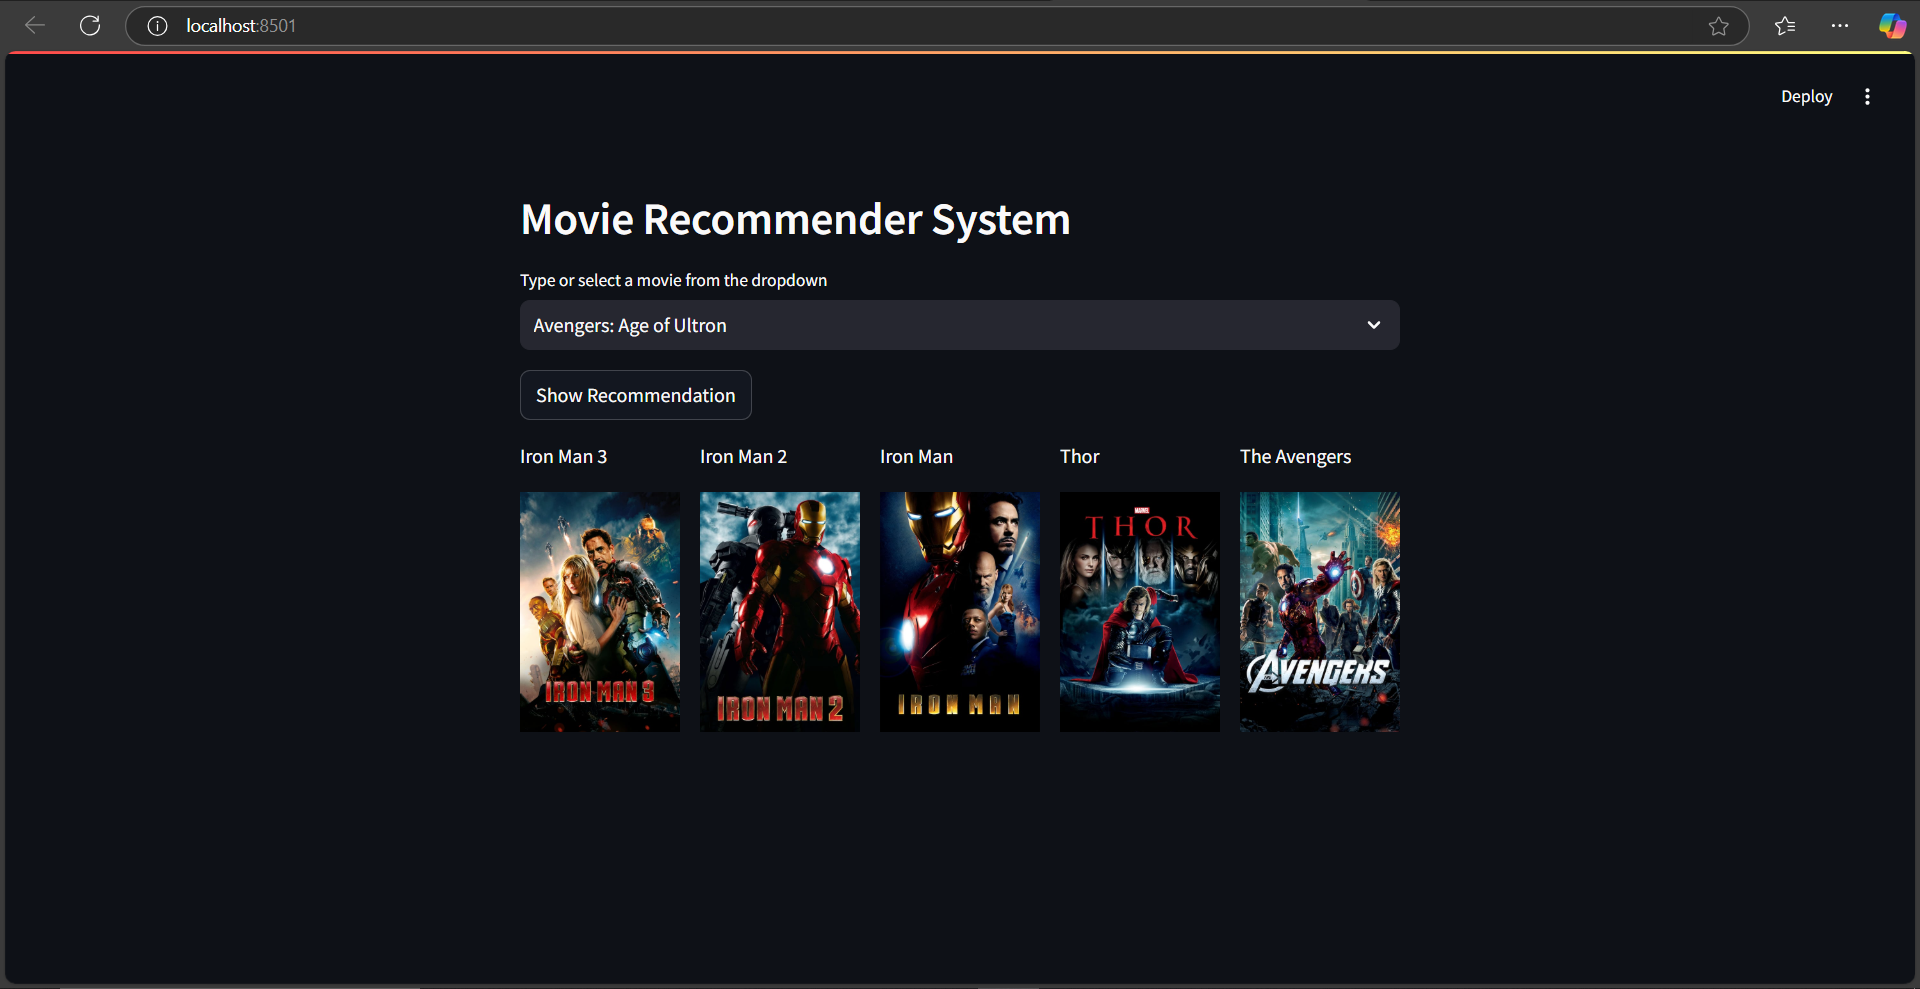 localhost:8501
Deploy
Movie Recommender System
Type or select a movie from the dropdown
Avengers: Age of Ultron
Show Recommendation
Iron Man 3
Iron Man 2
Iron Man
Thor
The Avengers
IRON MAN 3
IRON MAN 2
IRON MAN
MARVEL
THOR
AVENGERS